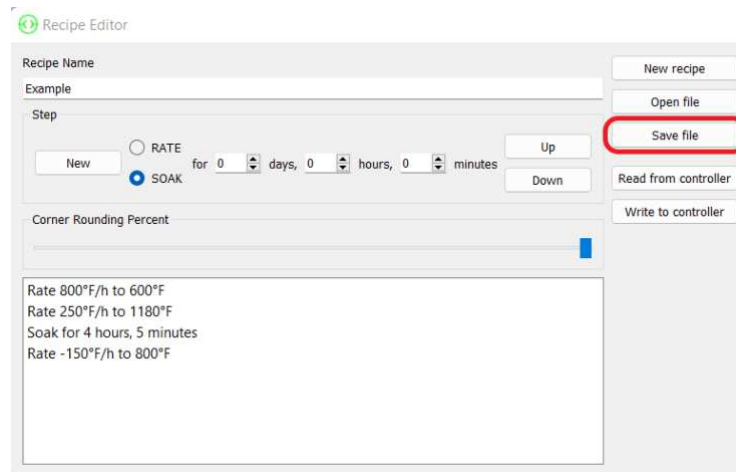 Recipe Editor
Recipe Name
Example
Step
New
RATE
SOAK
for 0 days, 0 hours, 0 minutes
Up
Down
Corner Rounding Percent
Rate 800°F/h to 600°F
Rate 250°F/h to 1180°F
Soak for 4 hours, 5 minutes
Rate -150°F/h to 800°F
New recipe
Open file
Save file
Read from controller
Write to controller